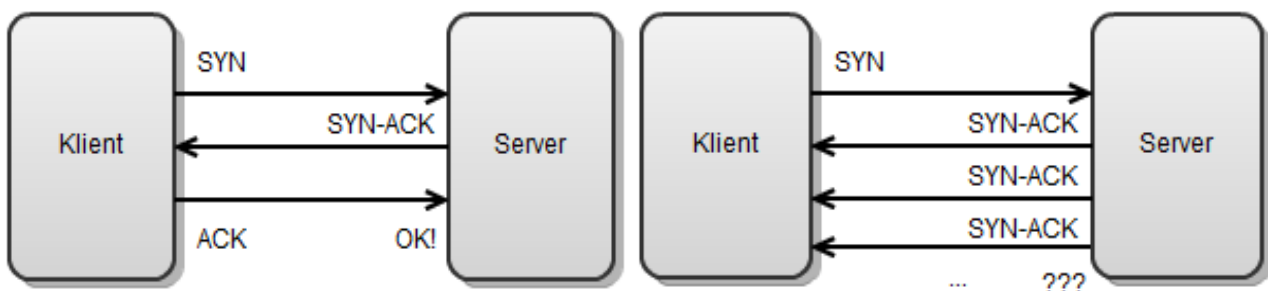 SYN
SYN-ACK
Klient
Server
ACK
OK!
SYN
SYN-ACK
Klient
Server
SYN-ACK
SYN-ACK
...
???